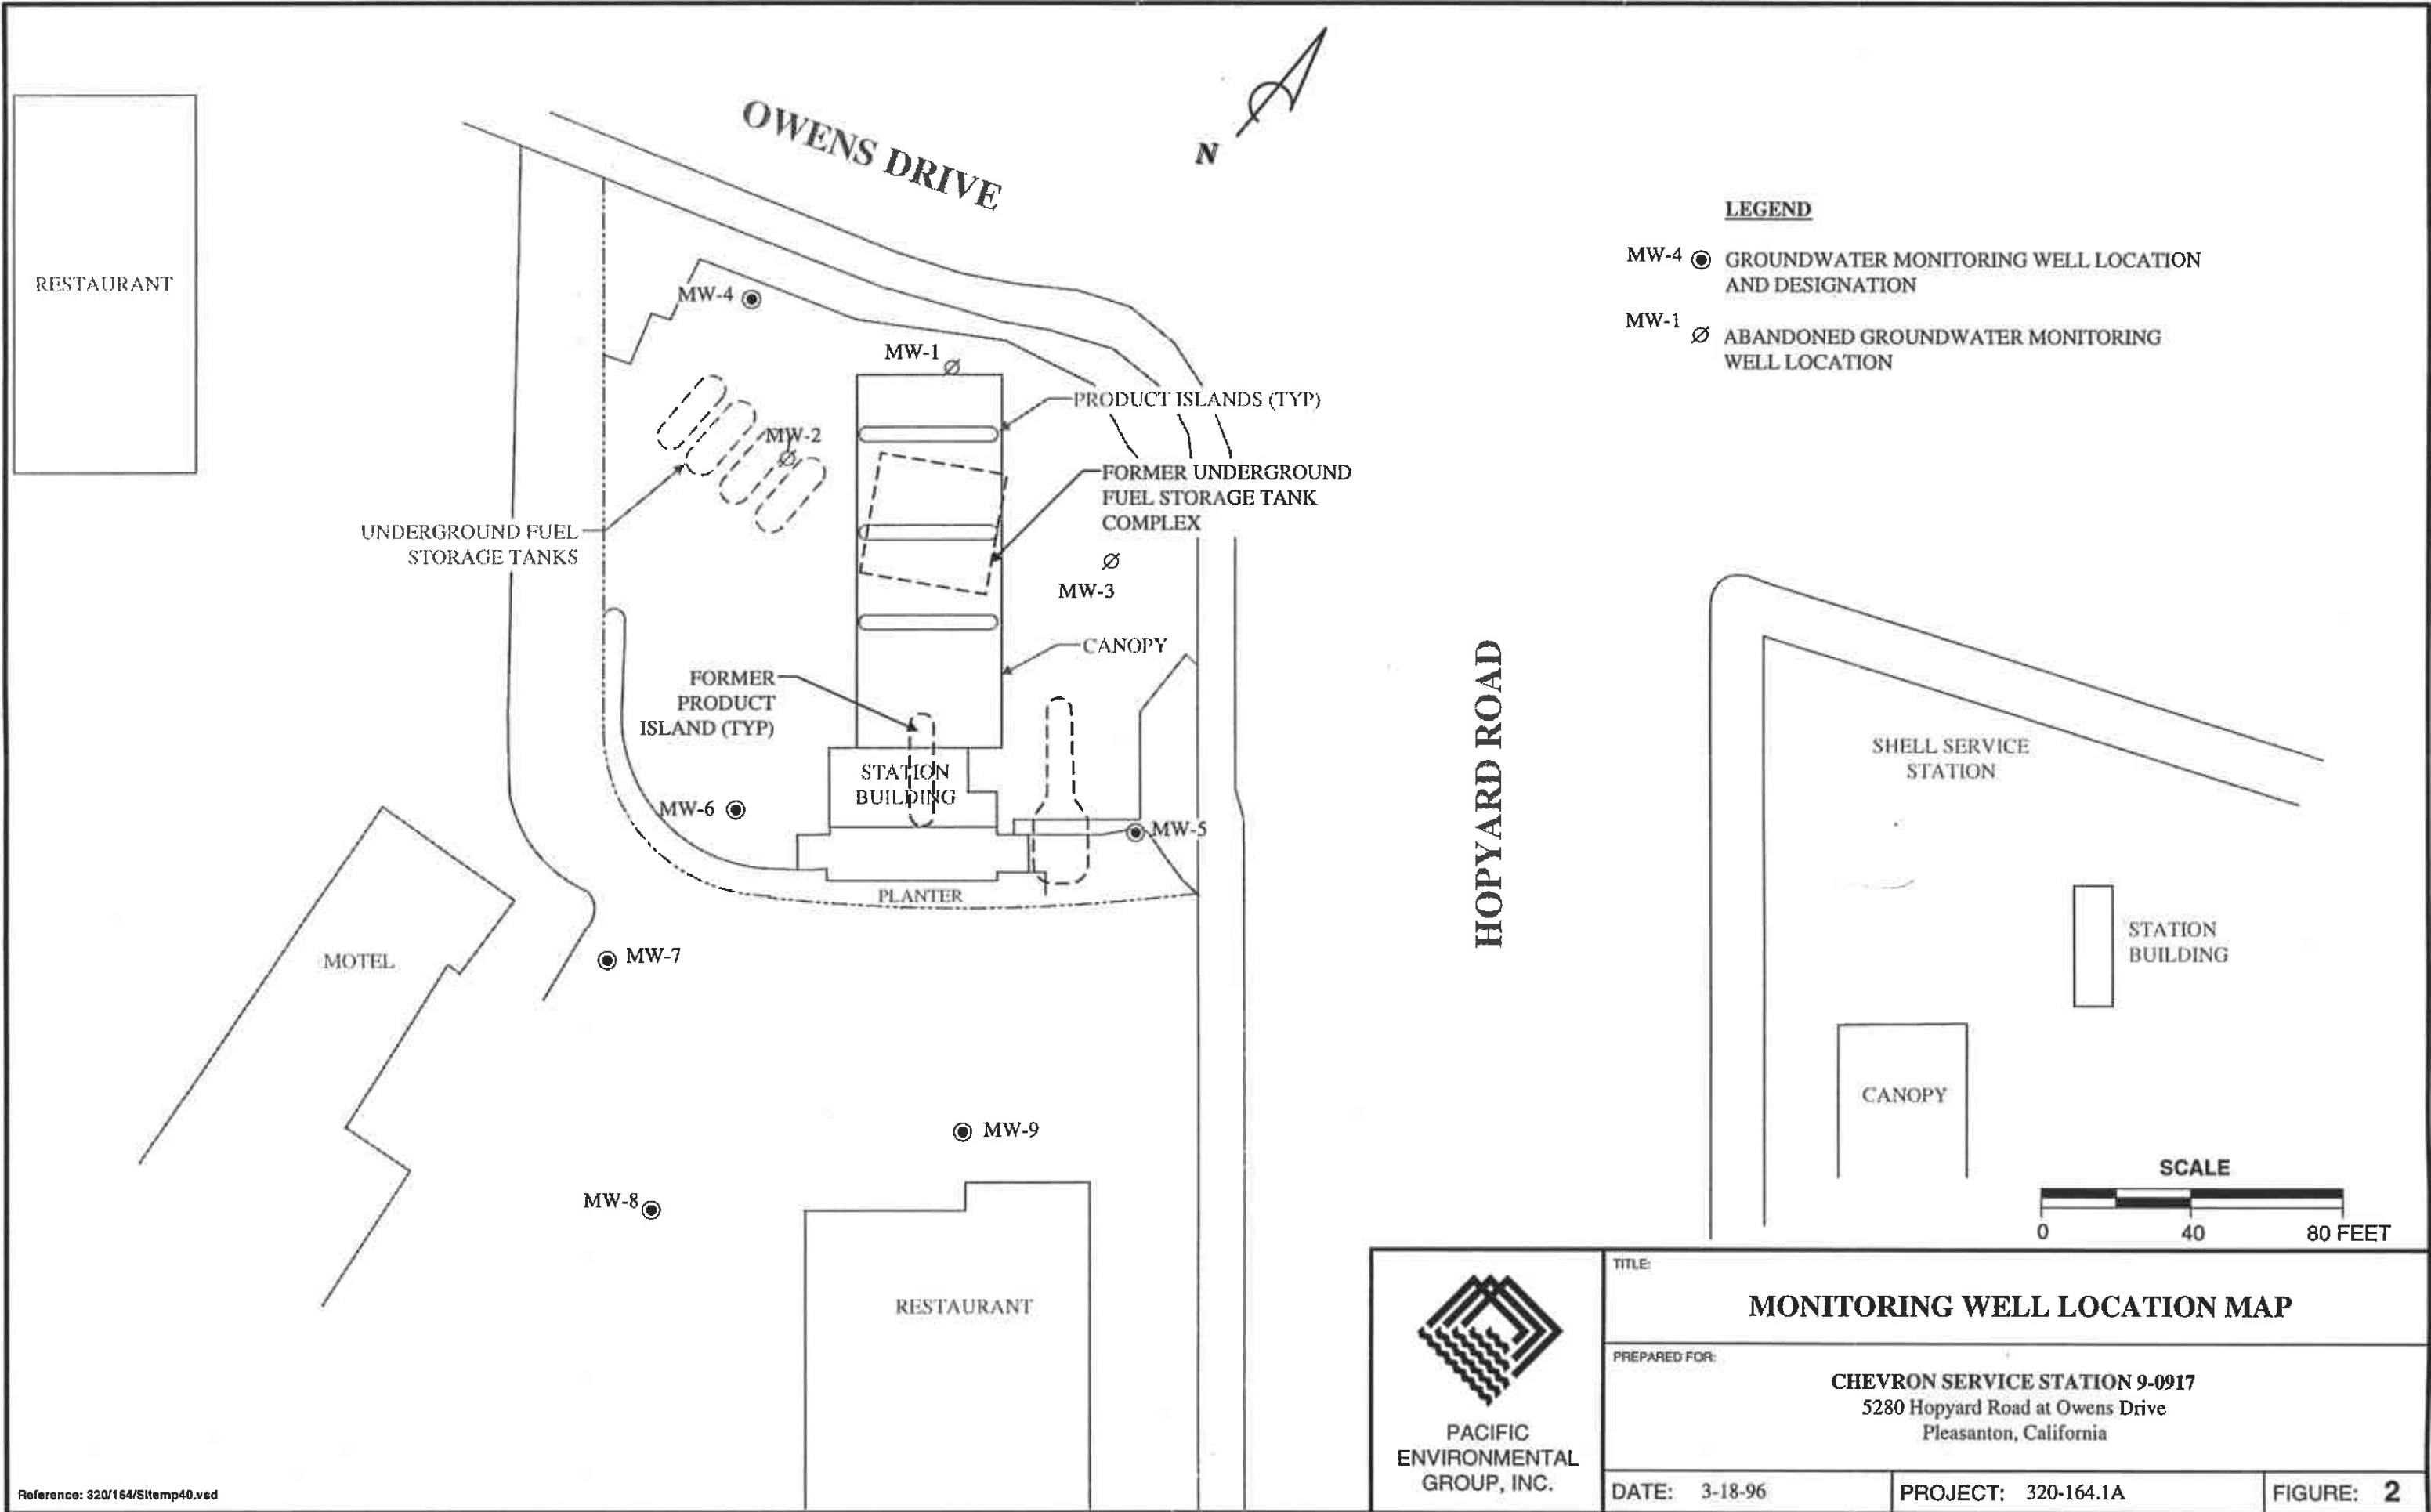 OWENS DRIVE
N
LEGEND
MW-4 GROUNDWATER MONITORING WELL LOCATION
AND DESIGNATION
MW-1 ABANDONED GROUNDWATER MONITORING
WELL LOCATION
RESTAURANT
MW-4
MW-1
PRODUCT ISLANDS (TYP)
MW-2
FORMER UNDERGROUND
FUEL STORAGE TANK
COMPLEX
UNDERGROUND FUEL
STORAGE TANKS
MW-3
CANOPY
FORMER
PRODUCT
ISLAND (TYP)
STATION
BUILDING
MW-6
MW-5
PLANTER
HOPYARD ROAD
SHELL SERVICE
STATION
STATION
BUILDING
CANOPY
MOTEL
MW-7
MW-9
MW-8
RESTAURANT
SCALE
0 40 80 FEET
PACIFIC
ENVIRONMENTAL
GROUP, INC.
TITLE:
MONITORING WELL LOCATION MAP
PREPARED FOR:
CHEVRON SERVICE STATION 9-0917
5280 Hopyard Road at Owens Drive
Pleasanton, California
DATE: 3-18-96
PROJECT: 320-164.1A
FIGURE: 2
Reference: 320/164/Sitemp40.vsd